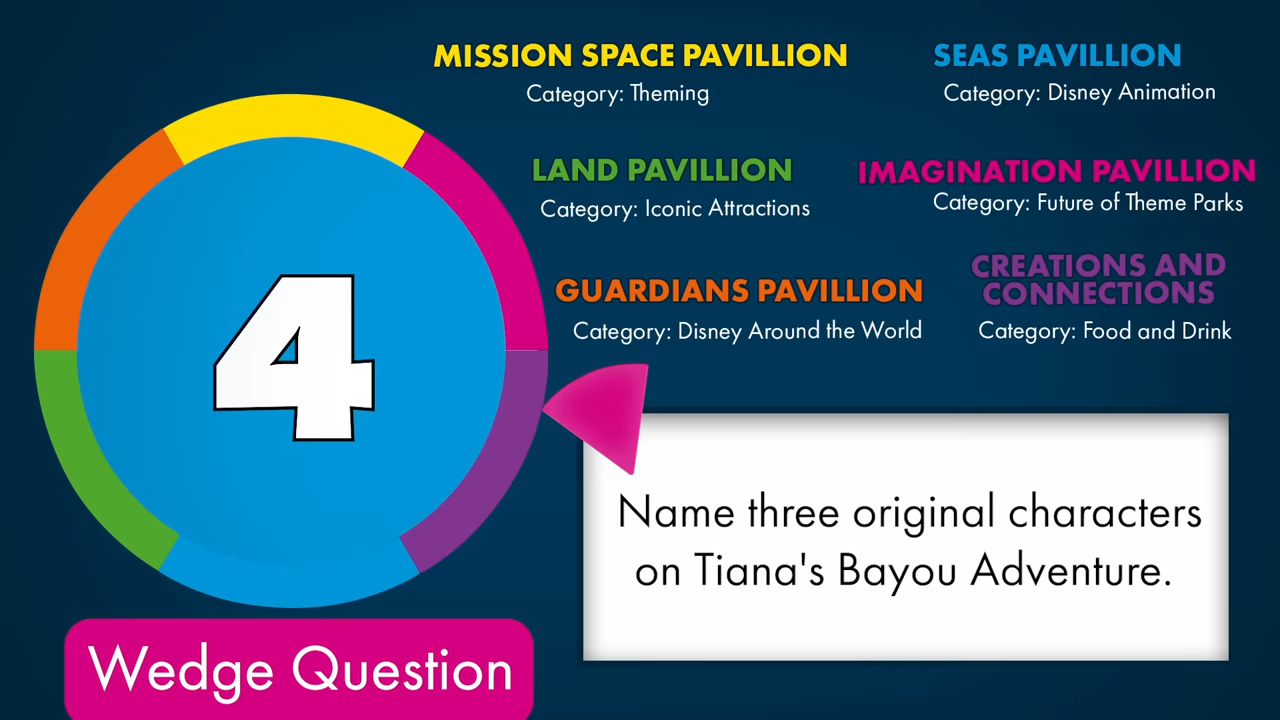 MISSION SPACE PAVILLION
Category: Theming
SEAS PAVILLION
Category: Disney Animation
LAND PAVILLION
Category: Iconic Attractions
IMAGINATION PAVILLION
Category: Future of Theme Parks
GUARDIANS PAVILLION
Category: Disney Around the World
CREATIONS AND
CONNECTIONS
Category: Food and Drink
4
Name three original characters
on Tiana's Bayou Adventure.
Wedge Question